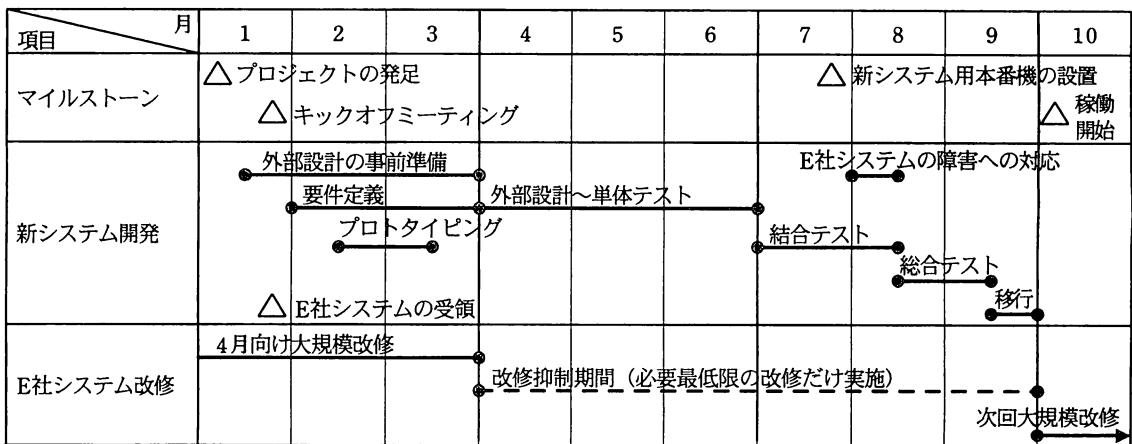 項目 月 1 2 3 4 5 6 7 8 9 10
マイルストーン
△ プロジェクトの発足
△ 新システム用本番機の設置
△ キックオフミーティング
△ 稼働
開始
新システム開発
外部設計の事前準備
E社システムの障害への対応
要件定義
外部設計～単体テスト
プロトタイピング
結合テスト
総合テスト
移行
△ E社システムの受領
E社システム改修
4月向け大規模改修
改修抑制期間（必要最低限の改修だけ実施）
次回大規模改修